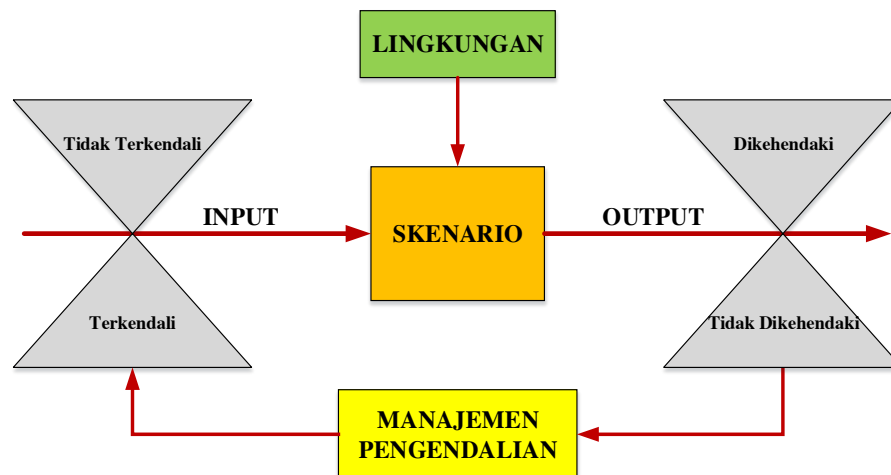 LINGKUNGAN
Tidak Terkendali
Dikehendaki
INPUT
OUTPUT
SKENARIO
Terkendali
Tidak Dikehendaki
MANAJEMEN
PENGENDALIAN